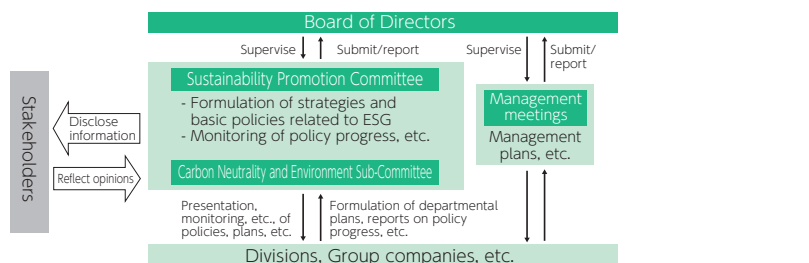 Board of Directors
Supervise
Submit/report
Supervise
Submit/
report
Sustainability Promotion Committee
- Formulation of strategies and
basic policies related to ESG
- Monitoring of policy progress, etc.
Carbon Neutrality and Environment Sub-Committee
Management
meetings
Management
plans, etc.
Stakeholders
Disclose
information
Reflect opinions
Presentation,
monitoring, etc., of
policies, plans, etc.
Formulation of departmental
plans, reports on policy
progress, etc.
Divisions, Group companies, etc.